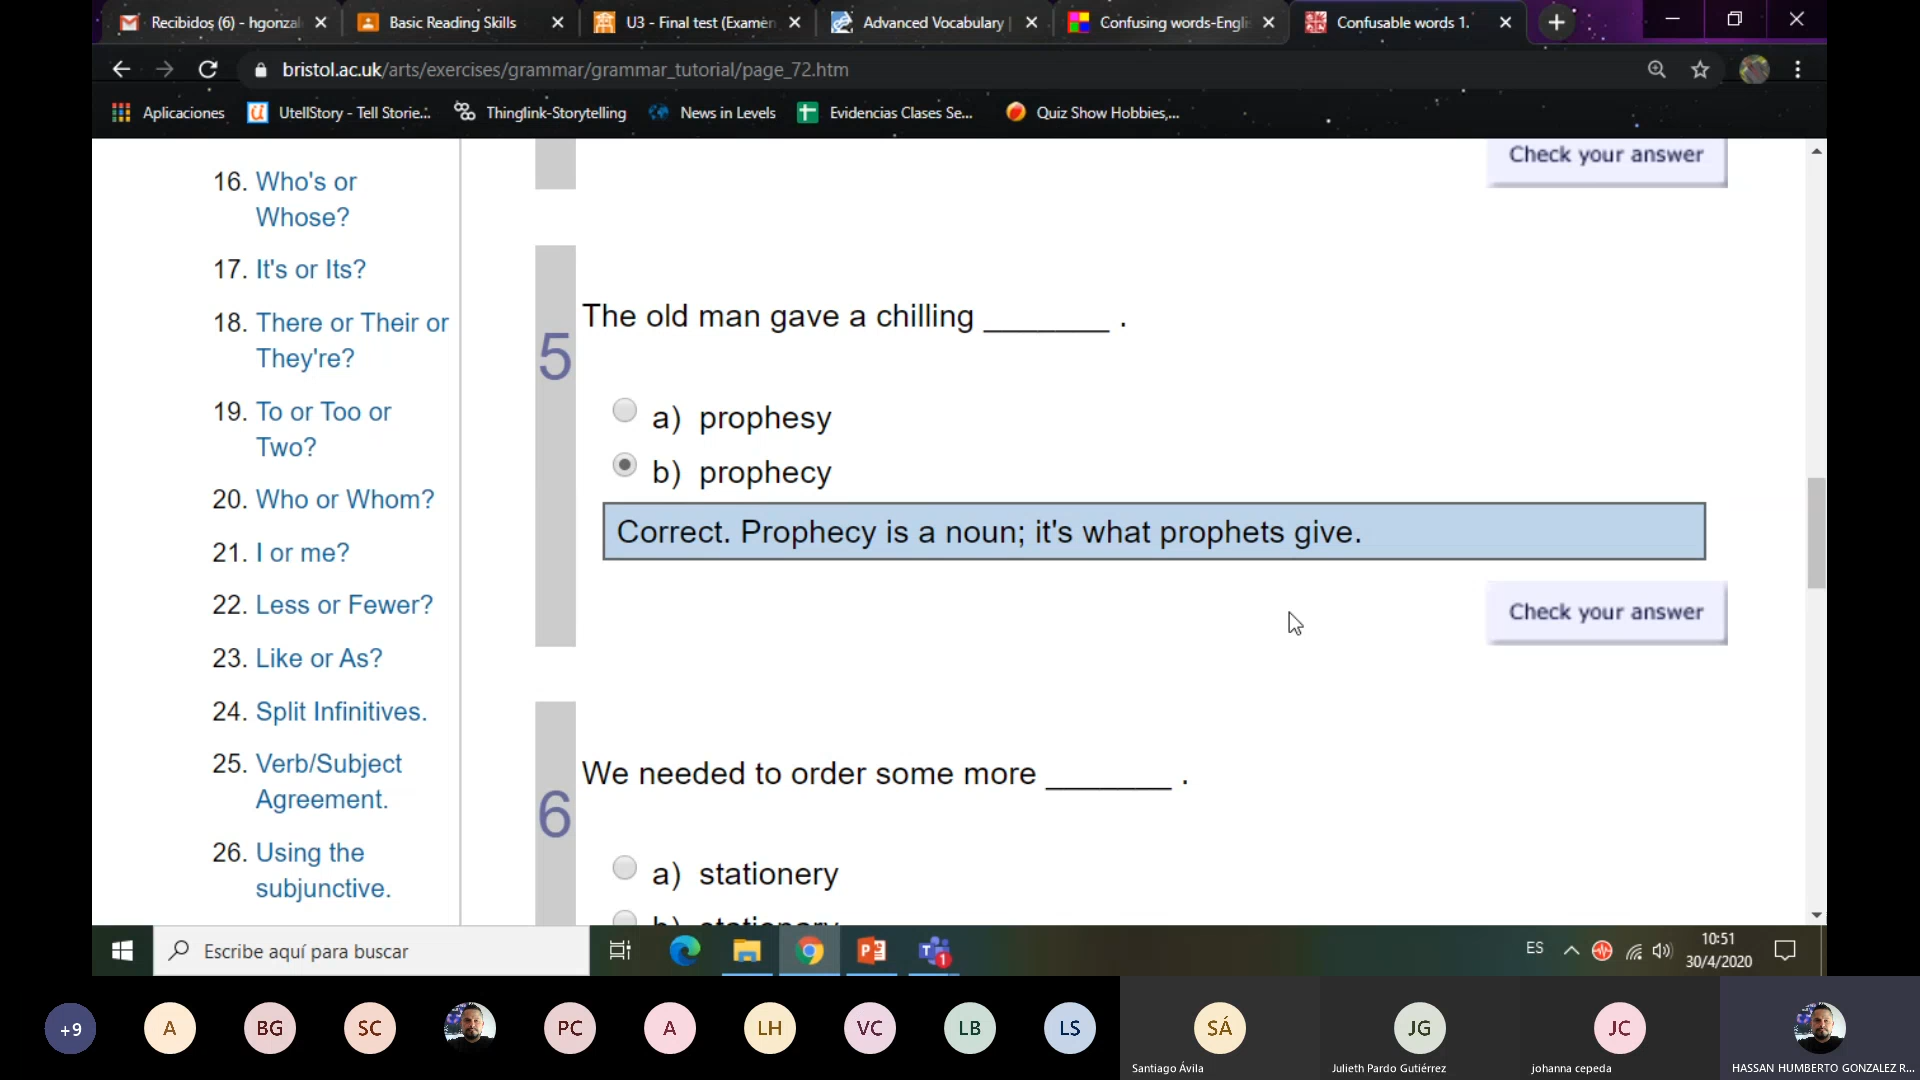 Recibidos (6) - hgonzal
Basic Reading Skills
U3 - Final test (Examen
Advanced Vocabulary |
Confusing words-Engli
Confusable words 1.
bristol.ac.uk/arts/exercises/grammar/grammar_tutorial/page_72.htm
Aplicaciones
UtellStory - Tell Storie...
Thinglink-Storytelling
News in Levels
Evidencias Clases Se...
Quiz Show Hobbies,...
16. Who's or
Whose?
17. It's or Its?
18. There or Their or
They're?
19. To or Too or
Two?
20. Who or Whom?
21. I or me?
22. Less or Fewer?
23. Like or As?
24. Split Infinitives.
25. Verb/Subject
Agreement.
26. Using the
subjunctive.
Check your answer
5
The old man gave a chilling _______ .
a) prophesy
b) prophecy
Correct. Prophecy is a noun; it's what prophets give.
Check your answer
6
We needed to order some more _______ .
a) stationery
b) stationary
Escribe aquí para buscar
1
ES
10:51
30/4/2020
+9
A
BG
SC
PC
A
LH
VC
LB
LS
SÁ
Santiago Ávila
JG
Julieth Pardo Gutiérrez
JC
johanna cepeda
HASSAN HUMBERTO GONZALEZ R...